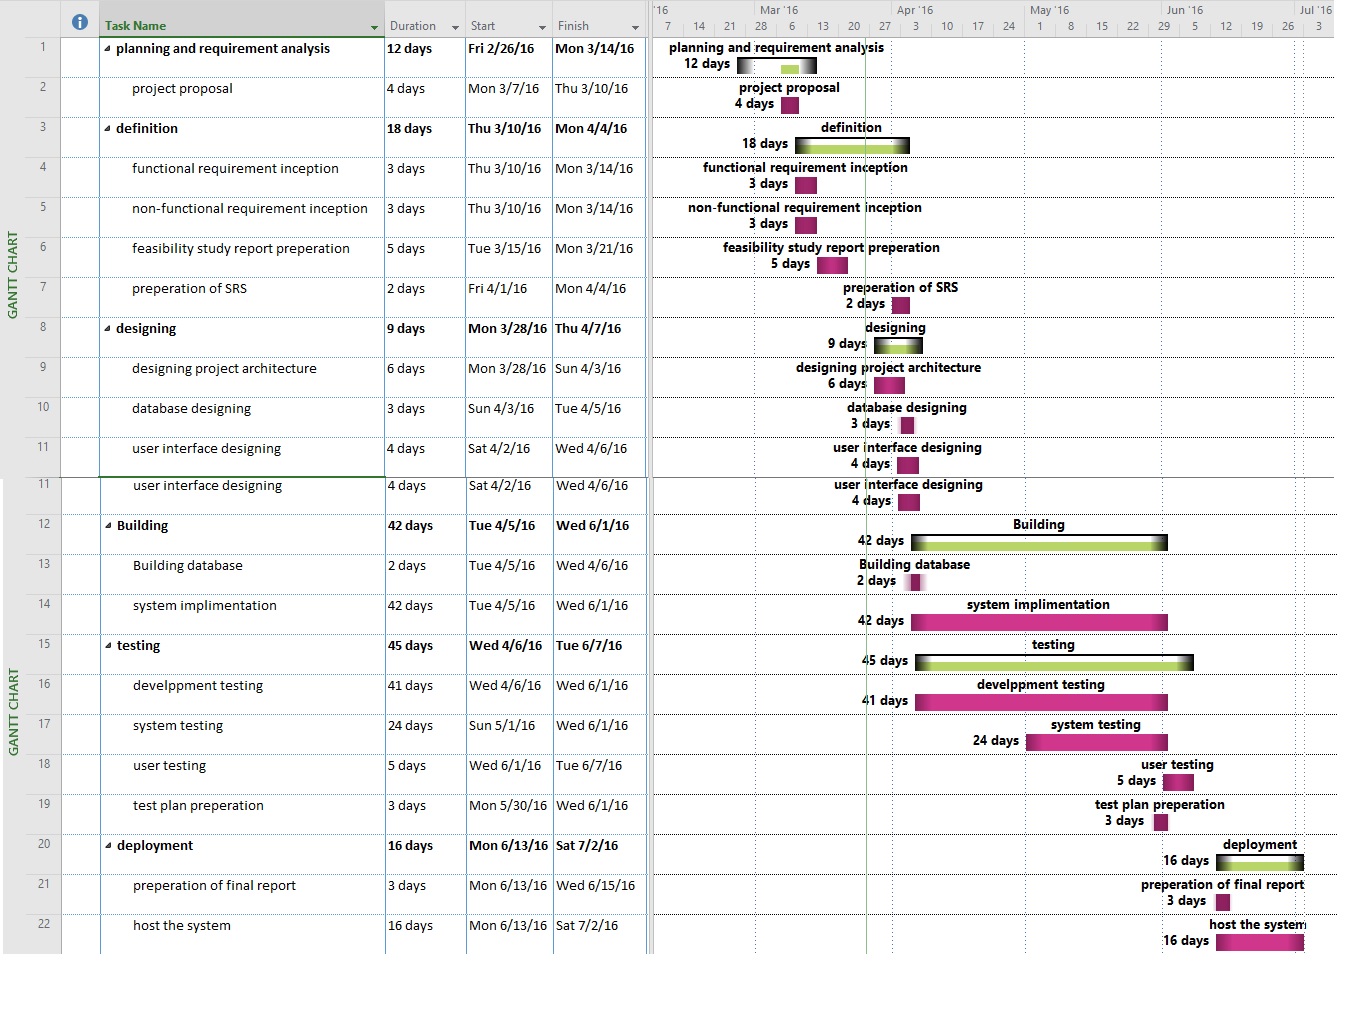 '16 Mar '16 Apr '16 May '16 Jun '16 Jul '16
Task Name Duration Start Finish 7 14 21 28 6 13 20 27 3 10 17 24 1 8 15 22 29 5 12 19 26 3
1 planning and requirement analysis 12 days Fri 2/26/16 Mon 3/14/16 planning and requirement analysis
12 days
2 project proposal 4 days Mon 3/7/16 Thu 3/10/16 project proposal
4 days
3 definition 18 days Thu 3/10/16 Mon 4/4/16 definition
18 days
4 functional requirement inception 3 days Thu 3/10/16 Mon 3/14/16 functional requirement inception
3 days
5 non-functional requirement inception 3 days Thu 3/10/16 Mon 3/14/16 non-functional requirement inception
3 days
6 feasibility study report preperation 5 days Tue 3/15/16 Mon 3/21/16 feasibility study report preperation
5 days
GANTT CHART
7 preperation of SRS 2 days Fri 4/1/16 Mon 4/4/16 preperation of SRS
2 days
8 designing 9 days Mon 3/28/16 Thu 4/7/16 designing
9 days
9 designing project architecture 6 days Mon 3/28/16 Sun 4/3/16 designing project architecture
6 days
10 database designing 3 days Sun 4/3/16 Tue 4/5/16 database designing
3 days
11 user interface designing 4 days Sat 4/2/16 Wed 4/6/16 user interface designing
4 days
11 user interface designing 4 days Sat 4/2/16 Wed 4/6/16 user interface designing
4 days
12 Building 42 days Tue 4/5/16 Wed 6/1/16 Building
42 days
13 Building database 2 days Tue 4/5/16 Wed 4/6/16 Building database
2 days
14 system implimentation 42 days Tue 4/5/16 Wed 6/1/16 system implimentation
42 days
15 testing 45 days Wed 4/6/16 Tue 6/7/16 testing
45 days
16 develppment testing 41 days Wed 4/6/16 Wed 6/1/16 develppment testing
41 days
GANTT CHART
17 system testing 24 days Sun 5/1/16 Wed 6/1/16 system testing
24 days
18 user testing 5 days Wed 6/1/16 Tue 6/7/16 user testing
5 days
19 test plan preperation 3 days Mon 5/30/16 Wed 6/1/16 test plan preperation
3 days
20 deployment 16 days Mon 6/13/16 Sat 7/2/16 deployment
16 days
21 preperation of final report 3 days Mon 6/13/16 Wed 6/15/16 preperation of final report
3 days
22 host the system 16 days Mon 6/13/16 Sat 7/2/16 host the system
16 days